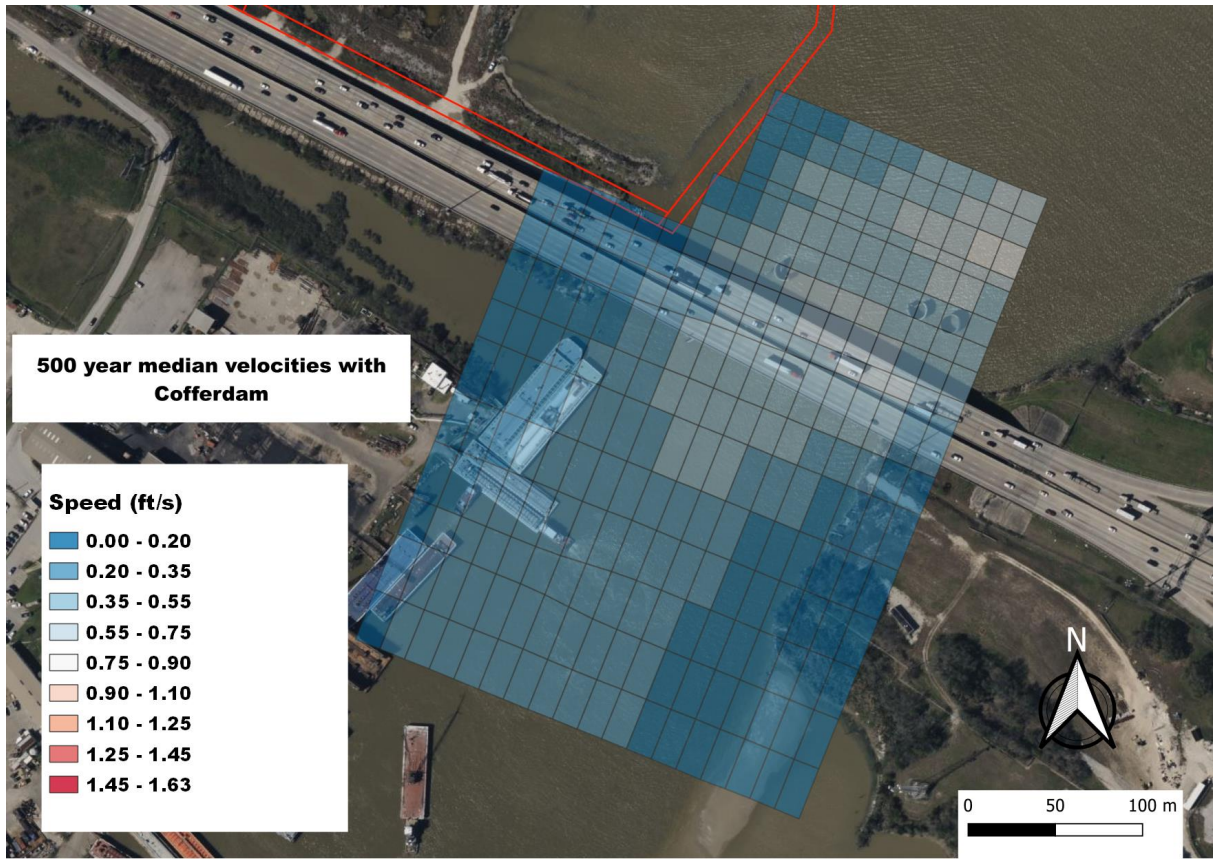 500 year median velocities with
Cofferdam
Speed (ft/s)
0.00 - 0.20
0.20 - 0.35
0.35 - 0.55
0.55 - 0.75
0.75 - 0.90
0.90 - 1.10
1.10 - 1.25
1.25 - 1.45
1.45 - 1.63
N
0 50 100 m